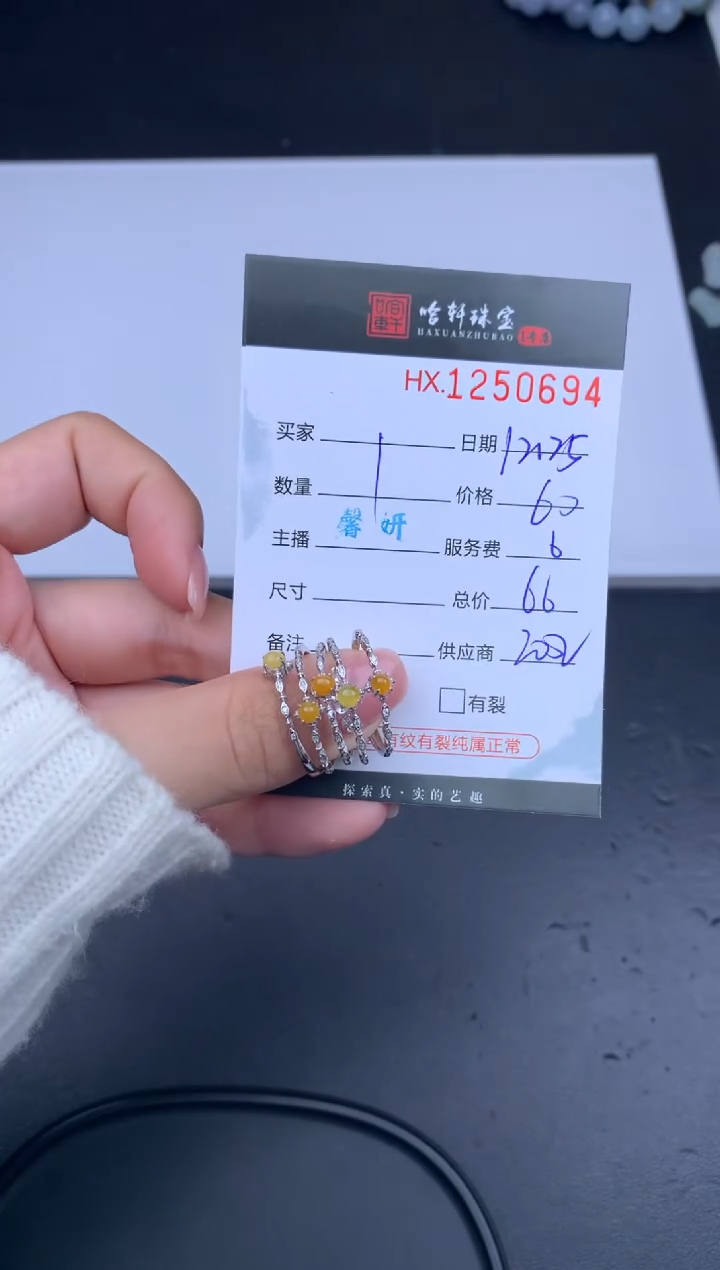 哈轩珠宝
HAXUANZHUBAO
HX.1250694
买家 日期 12.25
数量 价格 60
主播 馨妍 服务费 6
尺寸 总价 66
备注 供应商
有裂
有纹有裂纯属正常
探索真·实的艺趣